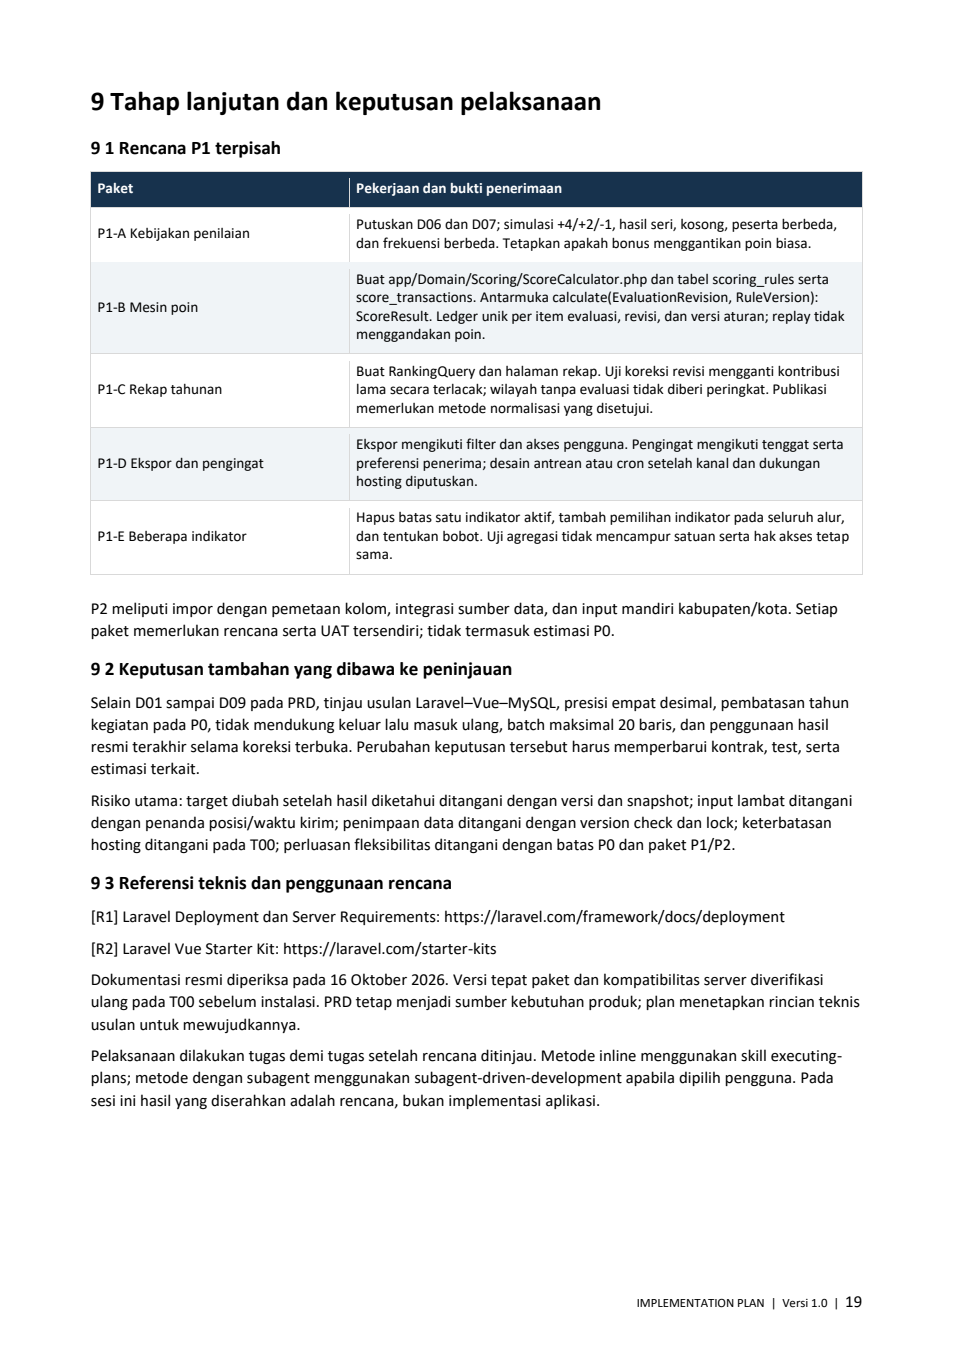 9 Tahap lanjutan dan keputusan pelaksanaan
9 1 Rencana P1 terpisah
Paket
Pekerjaan dan bukti penerimaan
P1-A Kebijakan penilaian
Putuskan D06 dan D07; simulasi +4/+2/-1, hasil seri, kosong, peserta berbeda,
dan frekuensi berbeda. Tetapkan apakah bonus menggantikan poin biasa.
P1-B Mesin poin
Buat app/Domain/Scoring/ScoreCalculator.php dan tabel scoring_rules serta
score_transactions. Antarmuka calculate(EvaluationRevision, RuleVersion):
ScoreResult. Ledger unik per item evaluasi, revisi, dan versi aturan; replay tidak
menggandakan poin.
P1-C Rekap tahunan
Buat RankingQuery dan halaman rekap. Uji koreksi revisi mengganti kontribusi
lama secara terlacak; wilayah tanpa evaluasi tidak diberi peringkat. Publikasi
memerlukan metode normalisasi yang disetujui.
P1-D Ekspor dan pengingat
Ekspor mengikuti filter dan akses pengguna. Pengingat mengikuti tenggat serta
preferensi penerima; desain antrean atau cron setelah kanal dan dukungan
hosting diputuskan.
P1-E Beberapa indikator
Hapus batas satu indikator aktif, tambah pemilihan indikator pada seluruh alur,
dan tentukan bobot. Uji agregasi tidak mencampur satuan serta hak akses tetap
sama.
P2 meliputi impor dengan pemetaan kolom, integrasi sumber data, dan input mandiri kabupaten/kota. Setiap
paket memerlukan rencana serta UAT tersendiri; tidak termasuk estimasi P0.
9 2 Keputusan tambahan yang dibawa ke peninjauan
Selain D01 sampai D09 pada PRD, tinjau usulan Laravel–Vue–MySQL, presisi empat desimal, pembatasan tahun
kegiatan pada P0, tidak mendukung keluar lalu masuk ulang, batch maksimal 20 baris, dan penggunaan hasil
resmi terakhir selama koreksi terbuka. Perubahan keputusan tersebut harus memperbarui kontrak, test, serta
estimasi terkait.
Risiko utama: target diubah setelah hasil diketahui ditangani dengan versi dan snapshot; input lambat ditangani
dengan penanda posisi/waktu kirim; penimpaan data ditangani dengan version check dan lock; keterbatasan
hosting ditangani pada T00; perluasan fleksibilitas ditangani dengan batas P0 dan paket P1/P2.
9 3 Referensi teknis dan penggunaan rencana
[R1] Laravel Deployment dan Server Requirements: https://laravel.com/framework/docs/deployment
[R2] Laravel Vue Starter Kit: https://laravel.com/starter-kits
Dokumentasi resmi diperiksa pada 16 Oktober 2026. Versi tepat paket dan kompatibilitas server diverifikasi
ulang pada T00 sebelum instalasi. PRD tetap menjadi sumber kebutuhan produk; plan menetapkan rincian teknis
usulan untuk mewujudkannya.
Pelaksanaan dilakukan tugas demi tugas setelah rencana ditinjau. Metode inline menggunakan skill executing-
plans; metode dengan subagent menggunakan subagent-driven-development apabila dipilih pengguna. Pada
sesi ini hasil yang diserahkan adalah rencana, bukan implementasi aplikasi.
IMPLEMENTATION PLAN | Versi 1.0 | 19